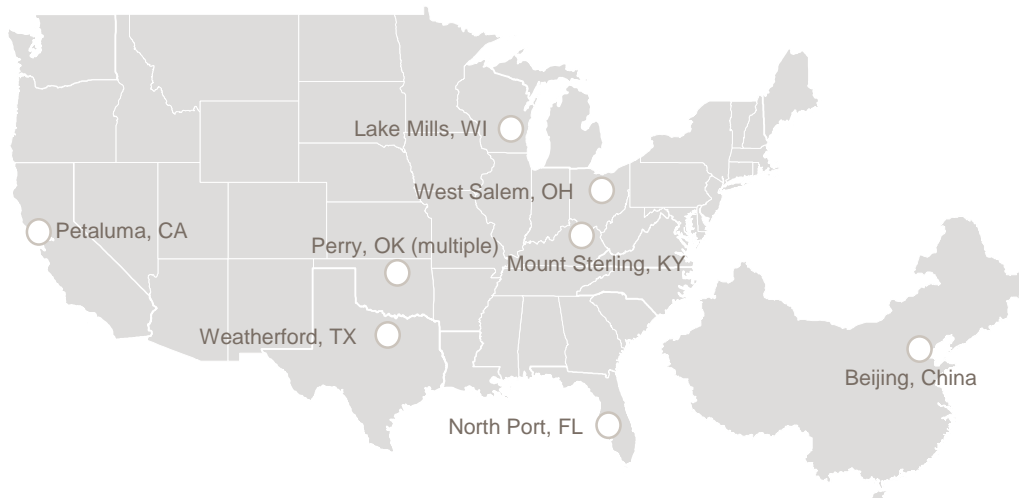 Lake Mills, WI
West Salem, OH
Petaluma, CA
Perry, OK (multiple)
Mount Sterling, KY
Weatherford, TX
Beijing, China
North Port, FL